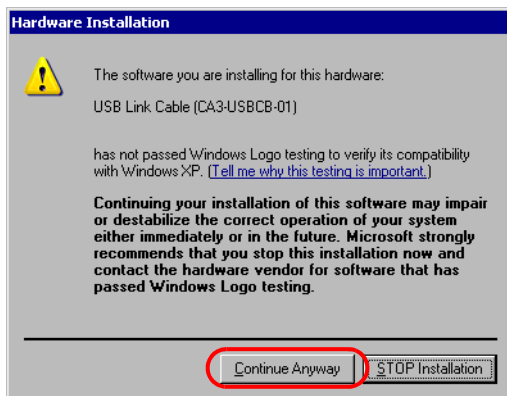 Hardware Installation
The software you are installing for this hardware:
USB Link Cable (CA3-USBCB-01)
has not passed Windows Logo testing to verify its compatibility
with Windows XP. (Tell me why this testing is important.)
Continuing your installation of this software may impair
or destabilize the correct operation of your system
either immediately or in the future. Microsoft strongly
recommends that you stop this installation now and
contact the hardware vendor for software that has
passed Windows Logo testing.
Continue Anyway
STOP Installation